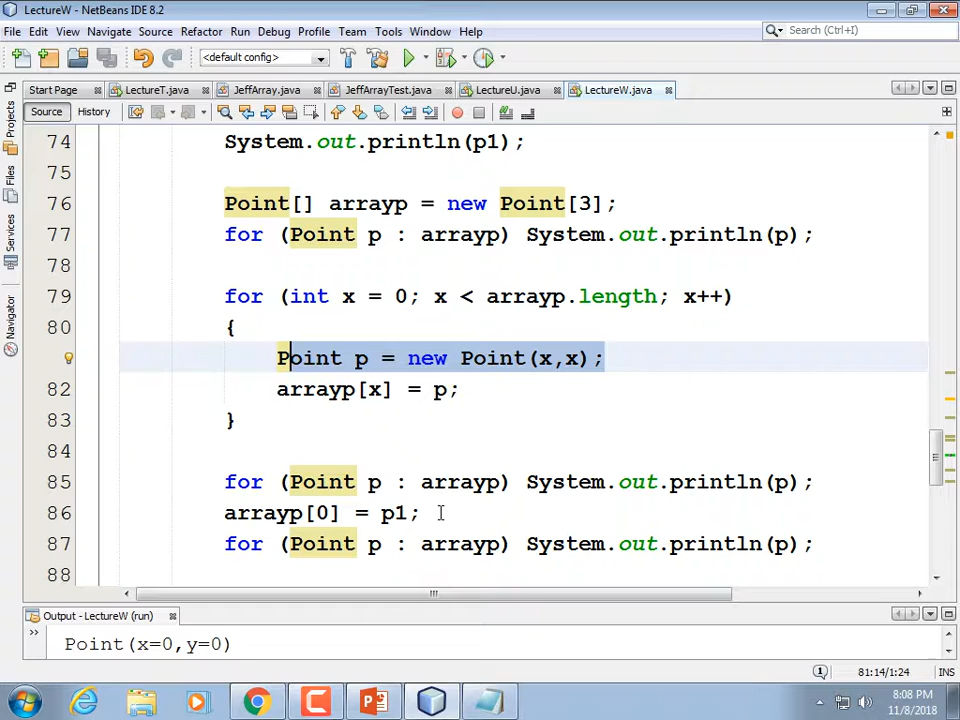 LectureW - NetBeans IDE 8.2
File Edit View Navigate Source Refactor Run Debug Profile Team Tools Window Help
Search (Ctrl+I)
<default config>
Start Page LectureT.java JeffArray.java JeffArrayTest.java LectureU.java LectureW.java
Source History
Projects
Files
Services
Navigator
74 System.out.println(p1);
75
76 Point[] arrayp = new Point[3];
77 for (Point p : arrayp) System.out.println(p);
78
79 for (int x = 0; x < arrayp.length; x++)
80 {
Point p = new Point(x,x);
82 arrayp[x] = p;
83 }
84
85 for (Point p : arrayp) System.out.println(p);
86 arrayp[0] = p1;
87 for (Point p : arrayp) System.out.println(p);
88
Output - LectureW (run)
Point(x=0,y=0)
1 81:14/1:24 INS
8:08 PM
11/8/2018